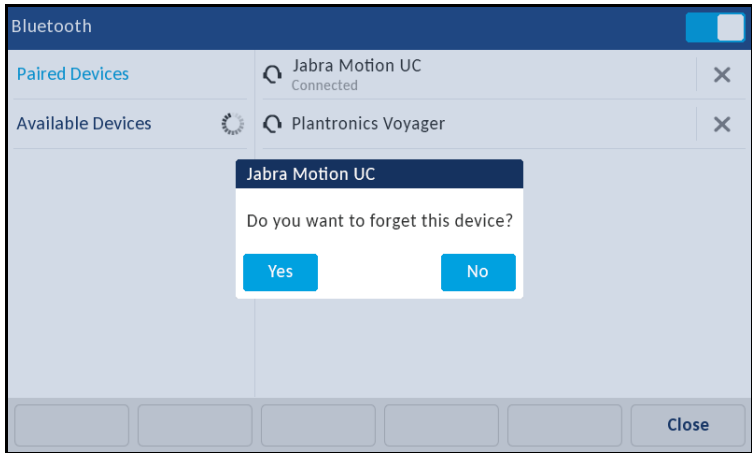 Bluetooth
Paired Devices
Jabra Motion UC
Connected
Available Devices
Plantronics Voyager
Jabra Motion UC
Do you want to forget this device?
Yes
No
Close